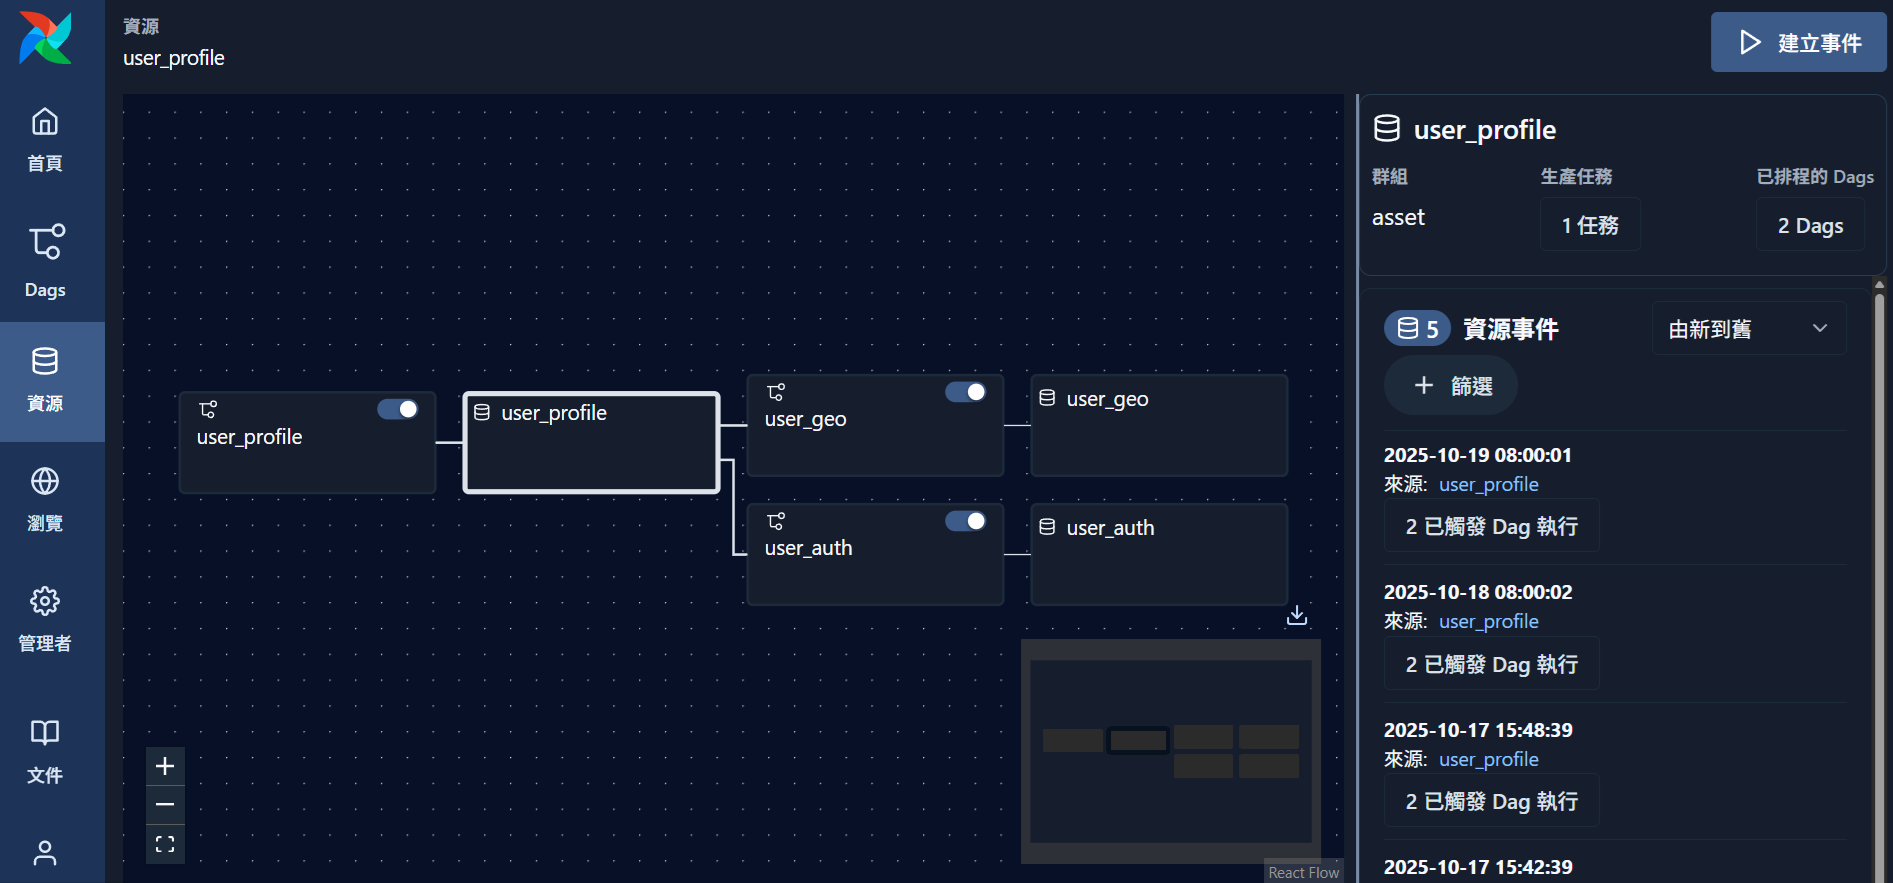 資源
user_profile
建立事件
首頁
Dags
資源
瀏覽
管理者
文件
user_profile
user_profile
user_geo
user_geo
user_auth
user_auth
React Flow
user_profile
群組
生產任務
已排程的 Dags
asset
1 任務
2 Dags
5 資源事件
由新到舊
篩選
2025-10-19 08:00:01
來源: user_profile
2 已觸發 Dag 執行
2025-10-18 08:00:02
來源: user_profile
2 已觸發 Dag 執行
2025-10-17 15:48:39
來源: user_profile
2 已觸發 Dag 執行
2025-10-17 15:42:39